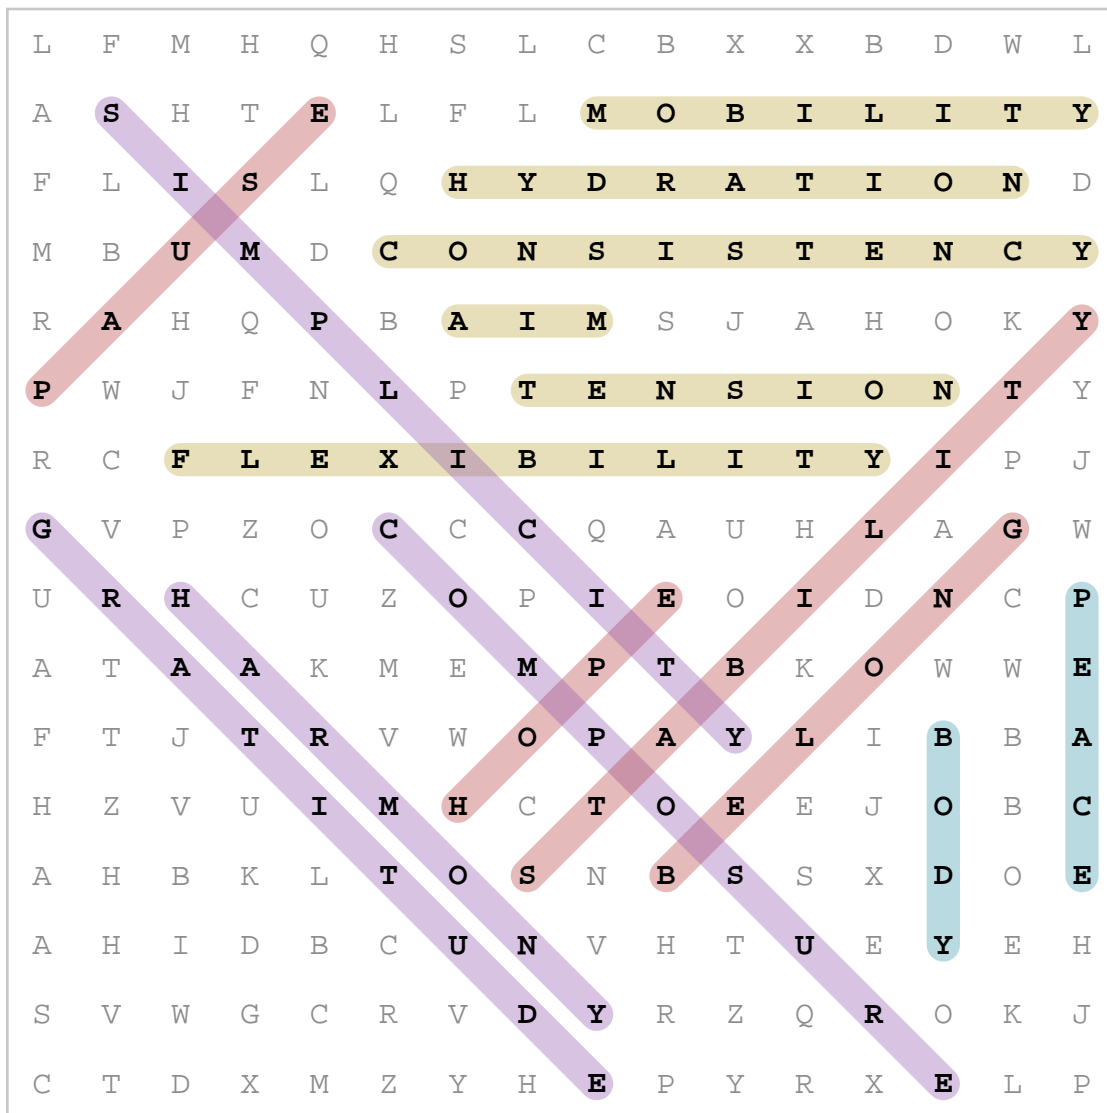 L F M H Q H S L C B X X B D W L
A S H T E L F L M O B I L I T Y
F L I S L Q H Y D R A T I O N D
M B U M D C O N S I S T E N C Y
R A H Q P B A I M S J A H O K Y
P W J F N L P T E N S I O N T Y
R C F L E X I B I L I T Y I P J
G V P Z O C C C Q A U H L A G W
U R H C U Z O P I E O I D N C P
A T A A K M E M P T B K O W W E
F T J T R V W O P A Y L I B B A
H Z V U I M H C T O E E J O B C
A H B K L T O S N B S S X D O E
A H I D B C U N V H T U E Y E H
S V W G C R V D Y R Z Q R O K J
C T D X M Z Y H E P Y R X E L P